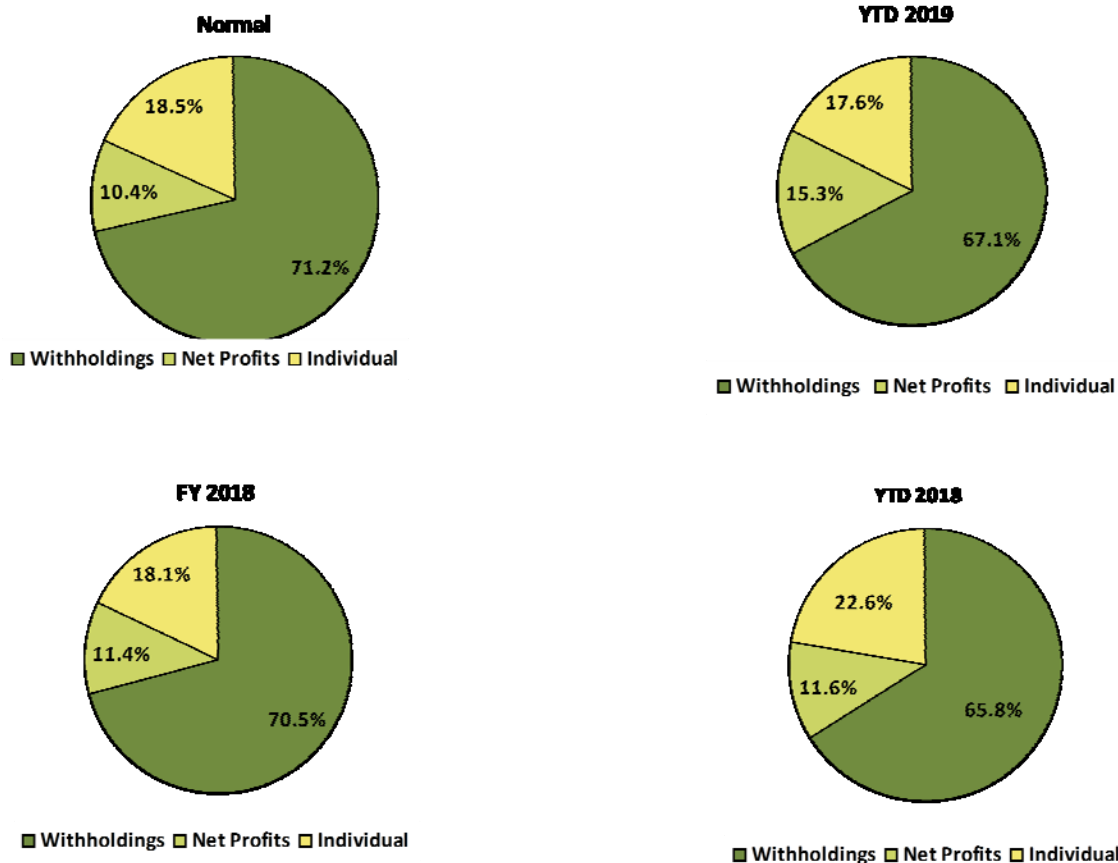 Normal
18.5%
10.4%
71.2%
Withholdings Net Profits Individual
YTD 2019
17.6%
15.3%
67.1%
Withholdings Net Profits Individual
FY 2018
18.1%
11.4%
70.5%
Withholdings Net Profits Individual
YTD 2018
22.6%
11.6%
65.8%
Withholdings Net Profits Individual